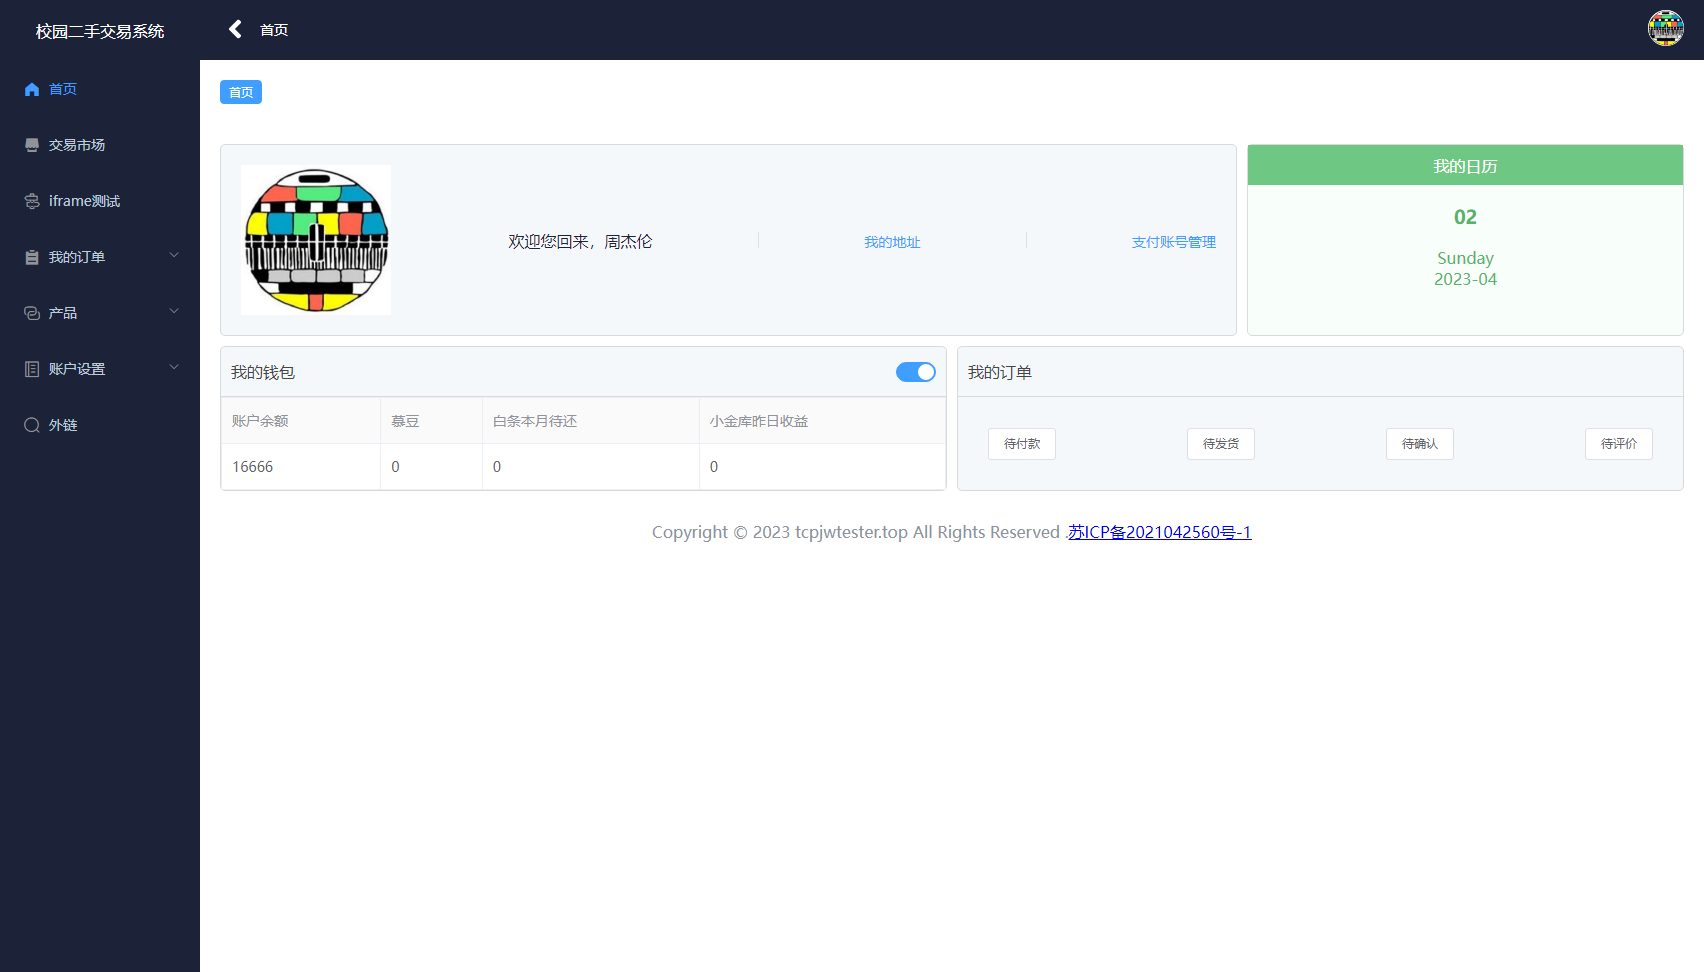 校园二手交易系统
首页
首页
交易市场
iframe测试
我的订单
产品
账户设置
外链
首页
欢迎您回来，周杰伦
我的地址
支付账号管理
我的日历
02
Sunday
2023-04
我的钱包
账户余额 慕豆 白条本月待还 小金库昨日收益
16666 0 0 0
我的订单
待付款 待发货 待确认 待评价
Copyright © 2023 tcpjwtester.top All Rights Reserved .苏ICP备2021042560号-1